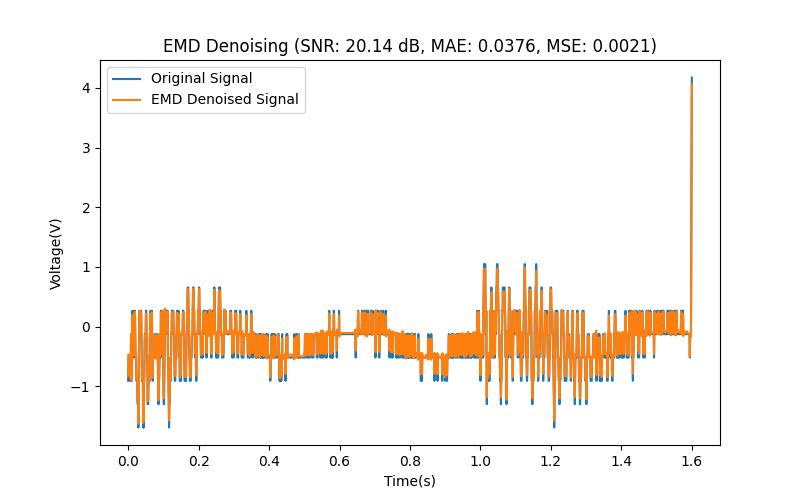 EMD Denoising (SNR: 20.14 dB, MAE: 0.0376, MSE: 0.0021)
Original Signal
EMD Denoised Signal
4
3
2
1
0
−1
Voltage(V)
0.0 0.2 0.4 0.6 0.8 1.0 1.2 1.4 1.6
Time(s)